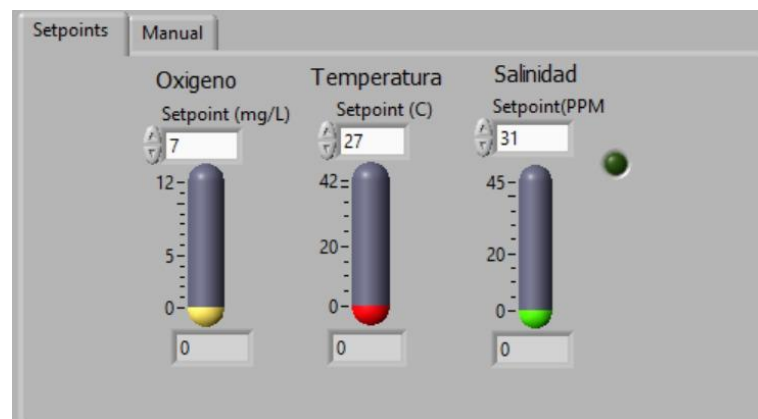 Setpoints Manual
Oxigeno Temperatura Salinidad
Setpoint (mg/L) Setpoint (C) Setpoint(PPM
7 27 31
12 42 45
5 20 20
0 0 0
0 0 0